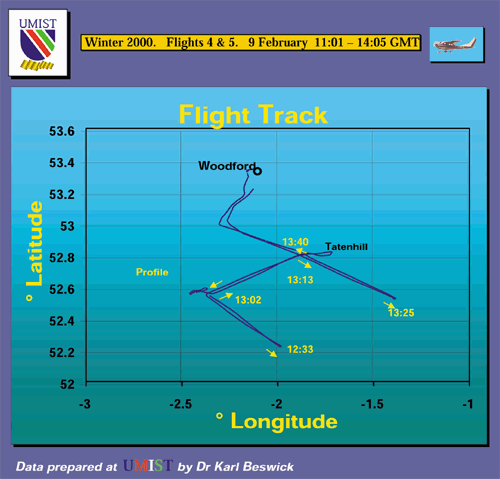 UMIST
Winter 2000. Flights 4 & 5. 9 February 11:01 – 14:05 GMT
Flight Track
53.6
53.4
53.2
53
52.8
52.6
52.4
52.2
52
° Latitude
Woodford
13:40
Tatenhill
13:13
Profile
13:02
13:25
12:33
-3
-2.5
-2
-1.5
-1
° Longitude
Data prepared at UMIST by Dr Karl Beswick